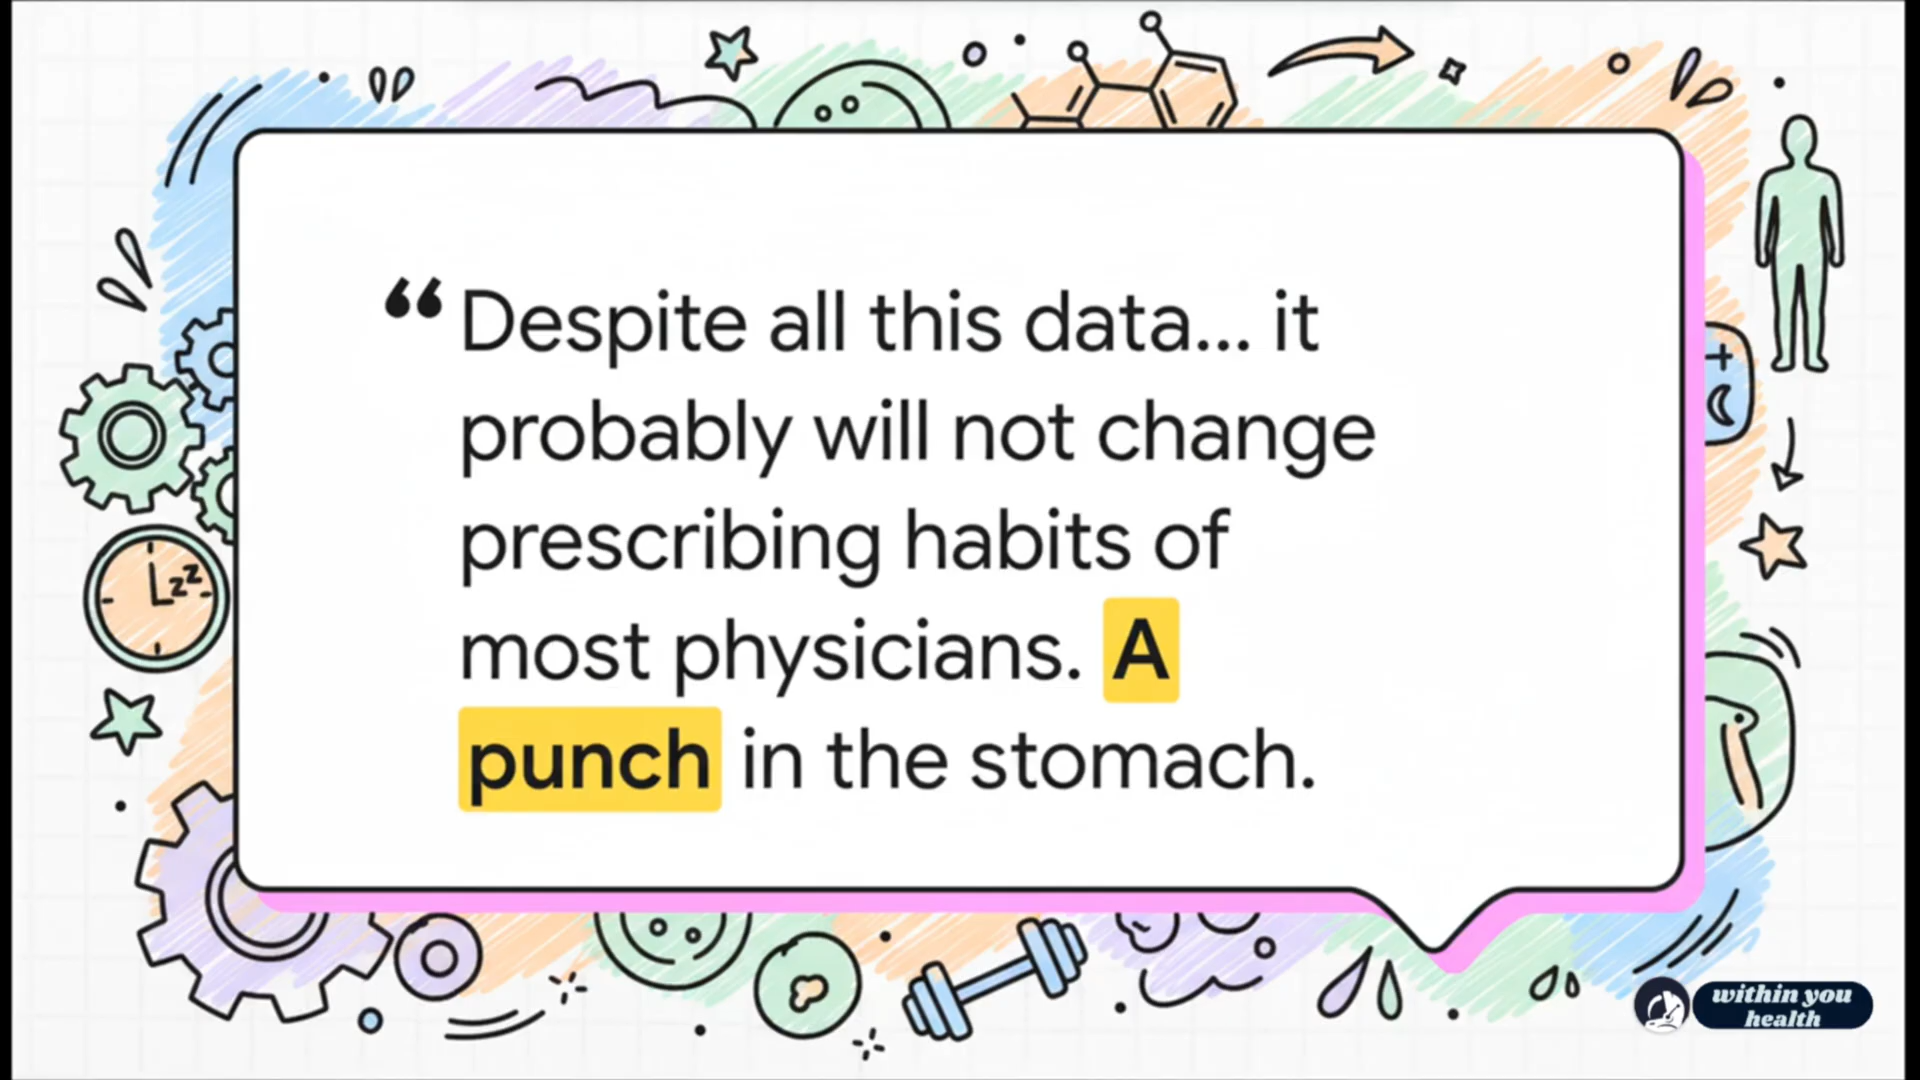 “Despite all this data... it
probably will not change
prescribing habits of
most physicians. A
punch in the stomach.
zzz
within you
health